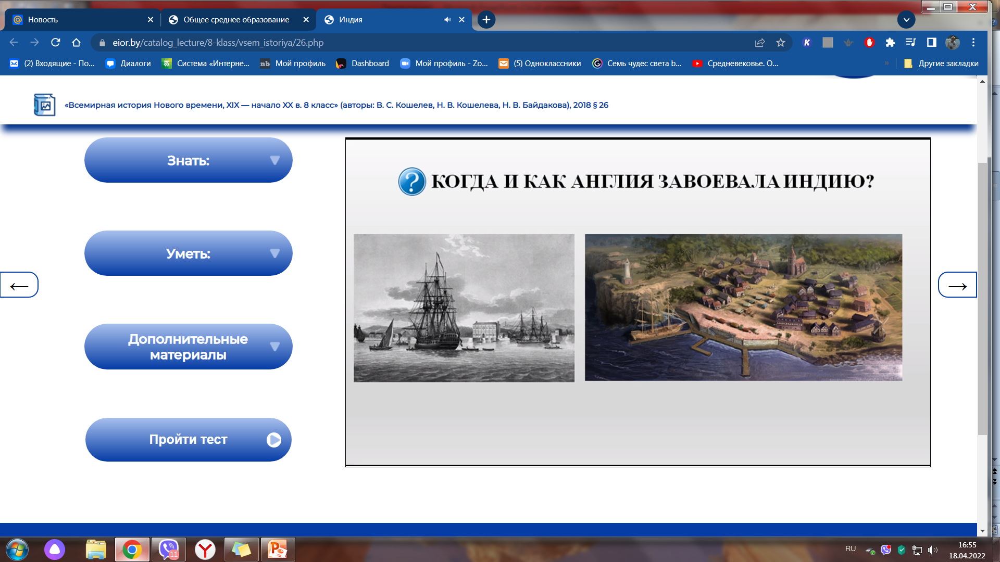 Новость
Общее среднее образование
Индия
eior.by/catalog_lecture/8-klass/vsem_istoriya/26.php
(2) Входящие - По...
Диалоги
Система «Интерне...
nb
Мой профиль
Dashboard
Мой профиль - Zo...
(5) Одноклассники
Семь чудес света b...
Средневековье. О...
Другие закладки
«Всемирная история Нового времени, XIX — начало XX в. 8 класс» (авторы: В. С. Кошелев, Н. В. Кошелева, Н. В. Байдакова), 2018 § 26
Знать:
Уметь:
Дополнительные
материалы
Пройти тест
? КОГДА И КАК АНГЛИЯ ЗАВОЕВАЛА ИНДИЮ?
11
RU
16:55
18.04.2022